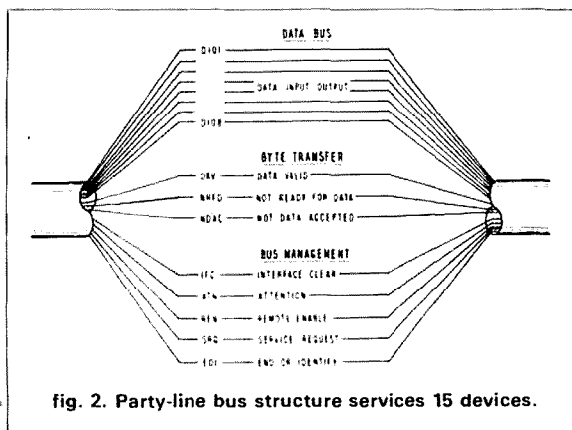 DATA BUS
DIO1
DATA INPUT OUTPUT
DIO8
BYTE TRANSFER
DAV DATA VALID
NRFD NOT READY FOR DATA
NDAC NOT DATA ACCEPTED
BUS MANAGEMENT
IFC INTERFACE CLEAR
ATN ATTENTION
REN REMOTE ENABLE
SRQ SERVICE REQUEST
EOI END OR IDENTIFY
fig. 2. Party-line bus structure services 15 devices.